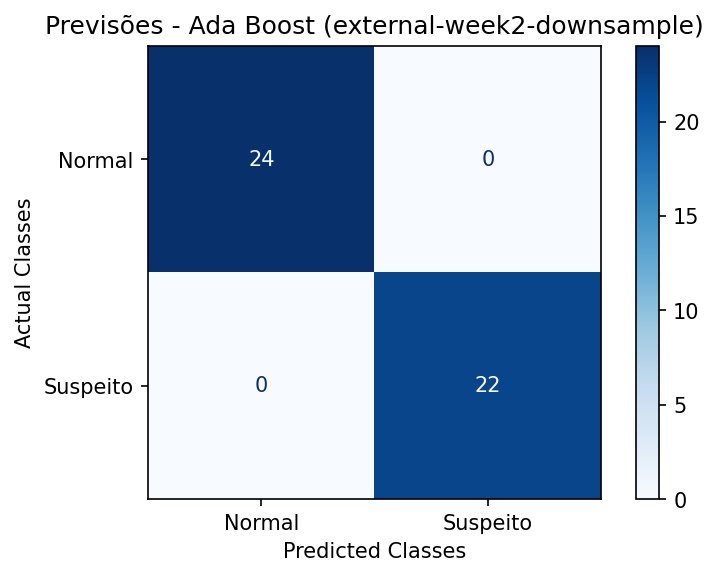 Previsões - Ada Boost (external-week2-downsample)
Normal
24
0
20
15
Actual Classes
10
Suspeito
0
22
5
0
Normal
Suspeito
Predicted Classes